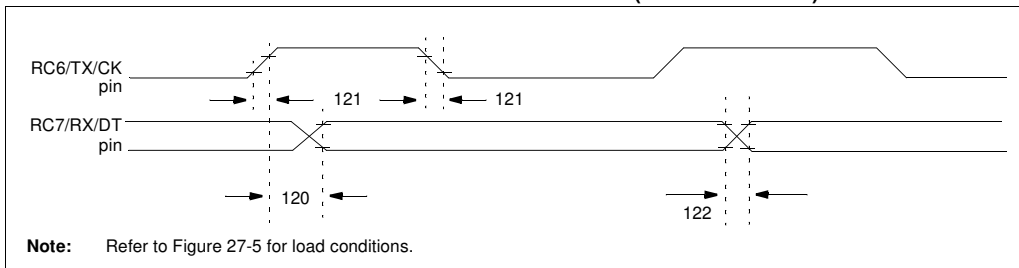 RC6/TX/CK
pin
121
121
RC7/RX/DT
pin
120
122
Note: Refer to Figure 27-5 for load conditions.